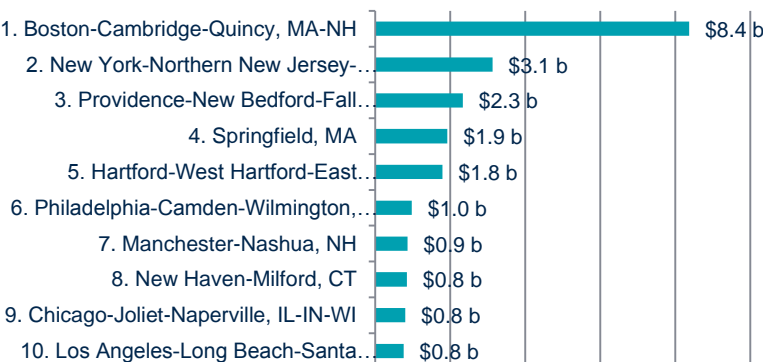 1. Boston-Cambridge-Quincy, MA-NH $8.4 b
2. New York-Northern New Jersey-… $3.1 b
3. Providence-New Bedford-Fall… $2.3 b
4. Springfield, MA $1.9 b
5. Hartford-West Hartford-East… $1.8 b
6. Philadelphia-Camden-Wilmington,… $1.0 b
7. Manchester-Nashua, NH $0.9 b
8. New Haven-Milford, CT $0.8 b
9. Chicago-Joliet-Naperville, IL-IN-WI $0.8 b
10. Los Angeles-Long Beach-Santa… $0.8 b